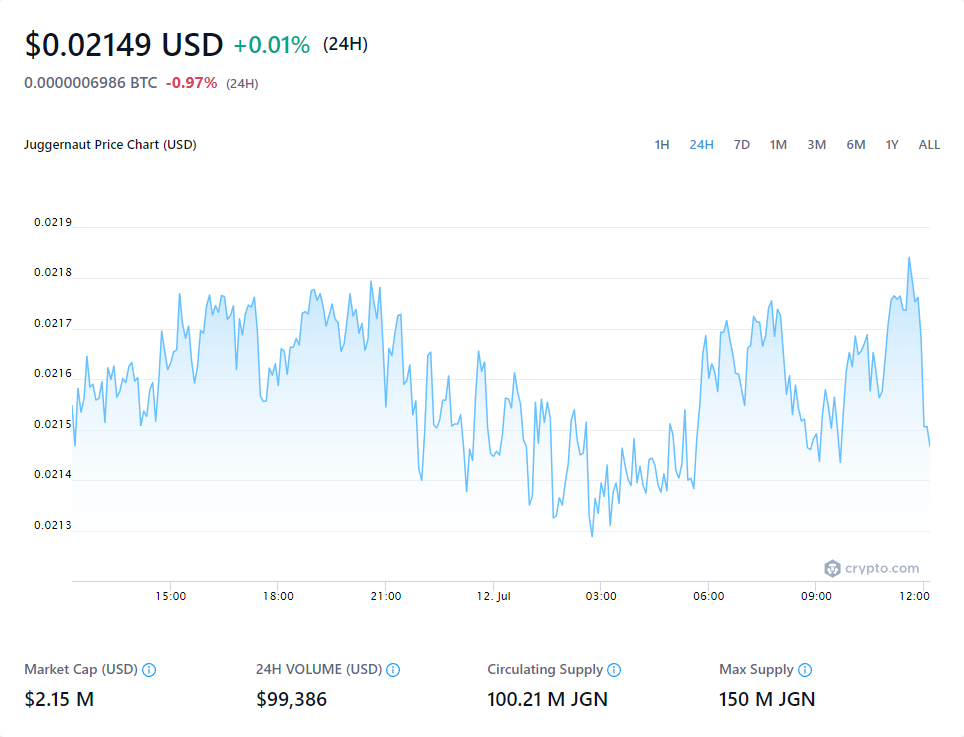 $0.02149 USD +0.01% (24H)
0.0000006986 BTC -0.97% (24H)
Juggernaut Price Chart (USD) 1H 24H 7D 1M 3M 6M 1Y ALL
0.0219
0.0218
0.0217
0.0216
0.0215
0.0214
0.0213
crypto.com
15:00 18:00 21:00 12. Jul 03:00 06:00 09:00 12:00
Market Cap (USD) 24H VOLUME (USD) Circulating Supply Max Supply
$2.15 M $99,386 100.21 M JGN 150 M JGN